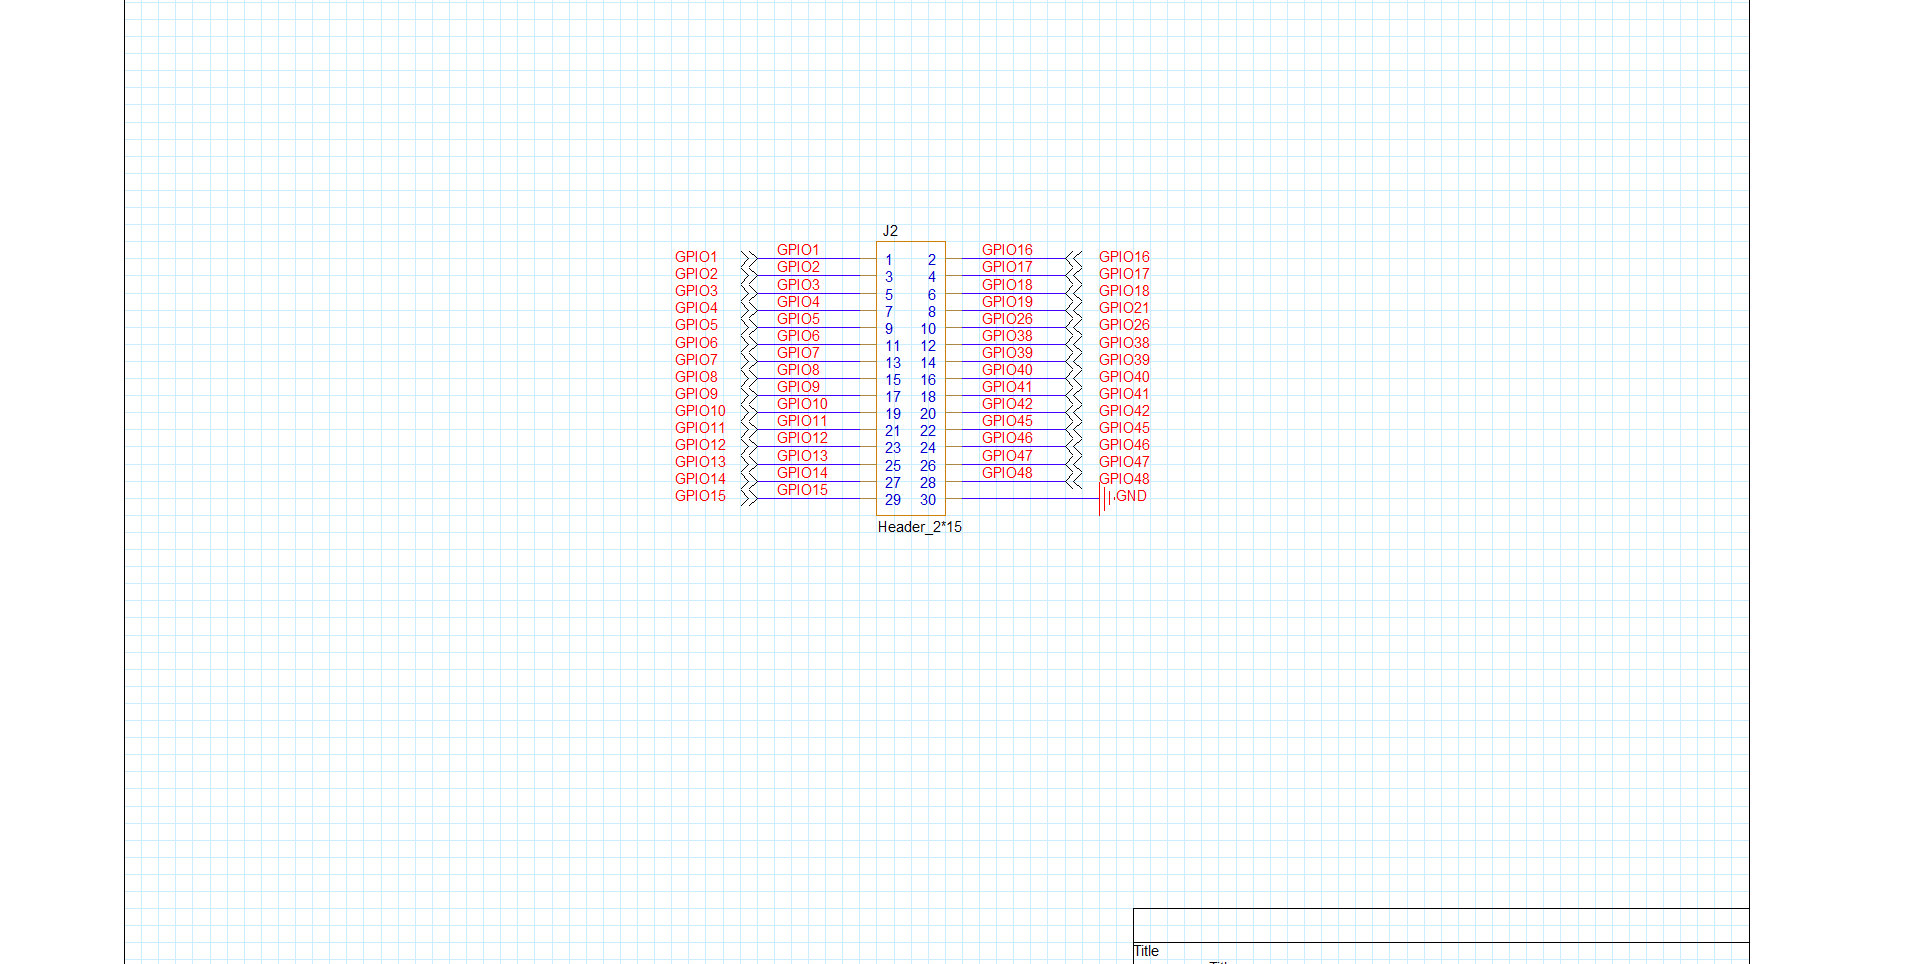 J2
GPIO1 GPIO1 1 2 GPIO16 GPIO16
GPIO2 GPIO2 3 4 GPIO17 GPIO17
GPIO3 GPIO3 5 6 GPIO18 GPIO18
GPIO4 GPIO4 7 8 GPIO19 GPIO21
GPIO5 GPIO5 9 10 GPIO26 GPIO26
GPIO6 GPIO6 11 12 GPIO38 GPIO38
GPIO7 GPIO7 13 14 GPIO39 GPIO39
GPIO8 GPIO8 15 16 GPIO40 GPIO40
GPIO9 GPIO9 17 18 GPIO41 GPIO41
GPIO10 GPIO10 19 20 GPIO42 GPIO42
GPIO11 GPIO11 21 22 GPIO45 GPIO45
GPIO12 GPIO12 23 24 GPIO46 GPIO46
GPIO13 GPIO13 25 26 GPIO47 GPIO47
GPIO14 GPIO14 27 28 GPIO48 GPIO48
GPIO15 GPIO15 29 30 GND
Header_2*15
Title